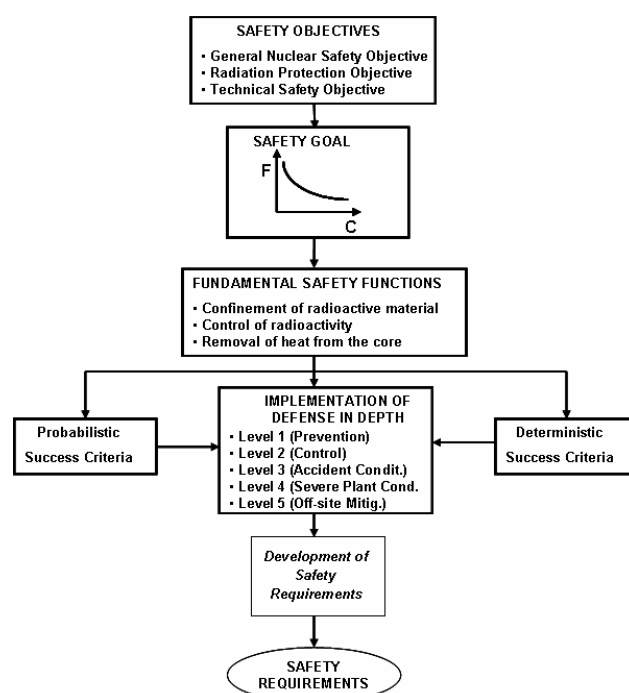 SAFETY OBJECTIVES
▪ General Nuclear Safety Objective
▪ Radiation Protection Objective
▪ Technical Safety Objective
SAFETY GOAL
F
C
FUNDAMENTAL SAFETY FUNCTIONS
▪ Confinement of radioactive material
▪ Control of radioactivity
▪ Removal of heat from the core
Probabilistic
Success Criteria
IMPLEMENTATION OF
DEFENSE IN DEPTH
▪ Level 1 (Prevention)
▪ Level 2 (Control)
▪ Level 3 (Accident Condit.)
▪ Level 4 (Severe Plant Cond.
▪ Level 5 (Off-site Mitig.)
Deterministic
Success Criteria
Development of
Safety
Requirements
SAFETY
REQUIREMENTS